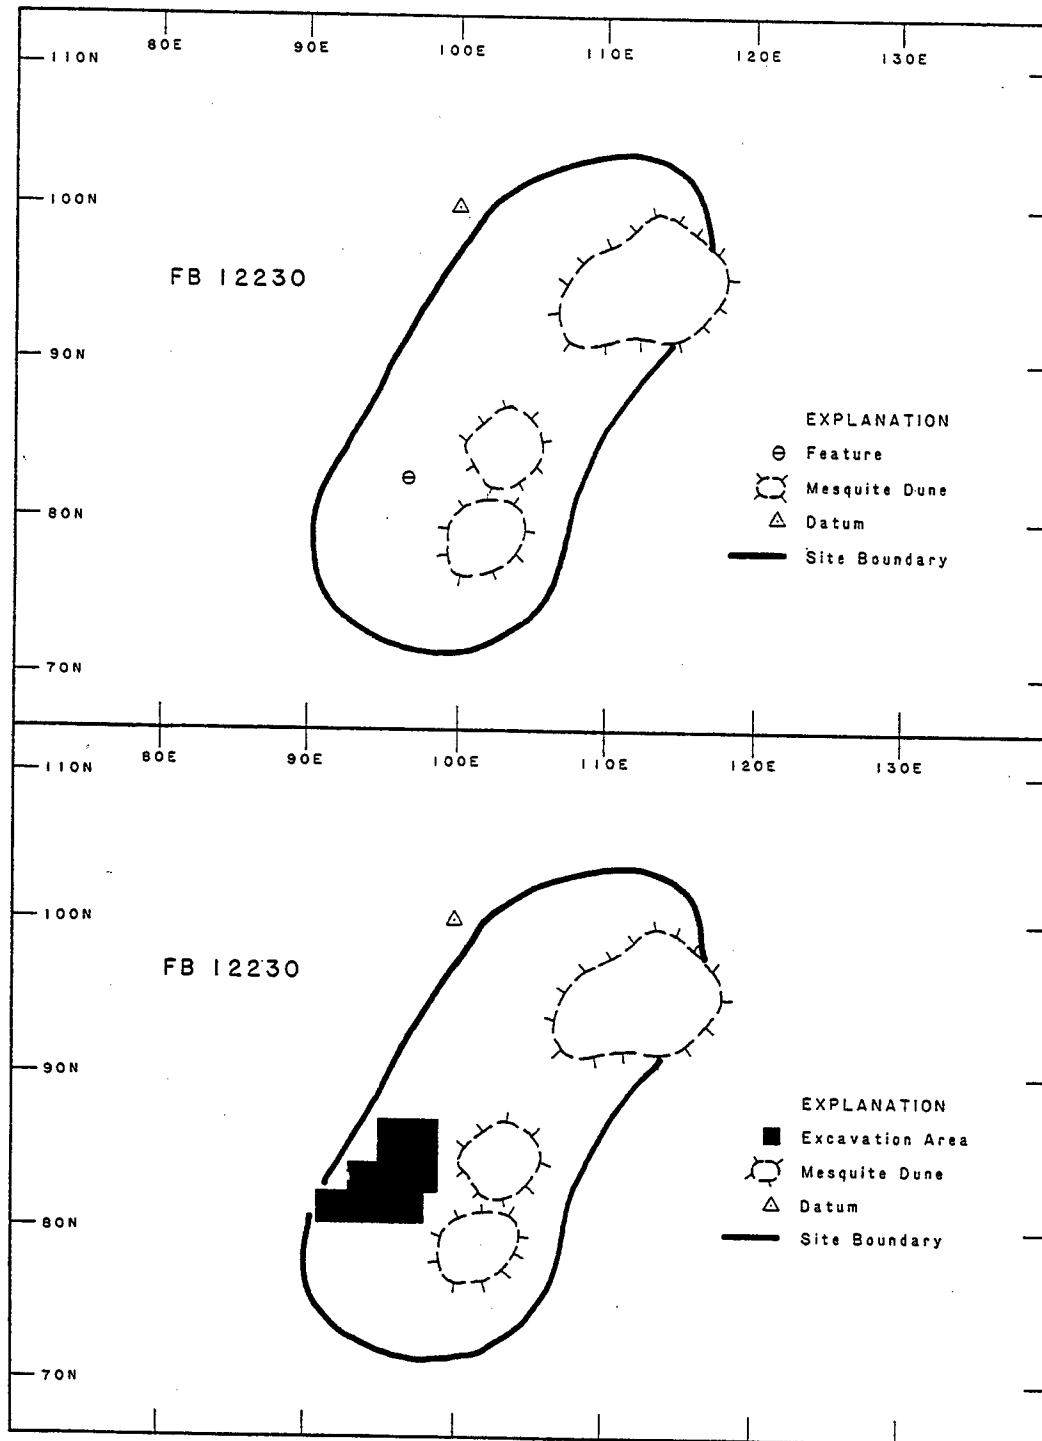 80E 90E 100E 110E 120E 130E
110N
100N
FB 12230
90N
EXPLANATION
Feature
Mesquite Dune
80N
Datum
Site Boundary
70N
80E 90E 100E 110E 120E 130E
110N
100N
FB 12230
90N
EXPLANATION
Excavation Area
Mesquite Dune
80N
Datum
Site Boundary
70N